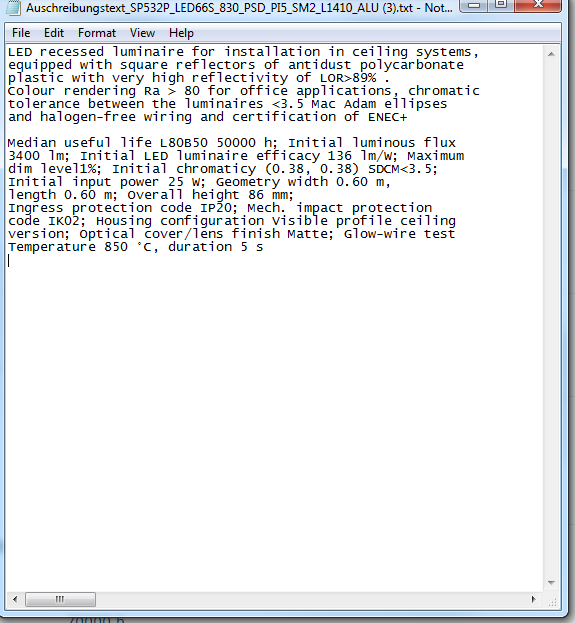 Auschreibungstext_SP532P_LED66S_830_PSD_PI5_SM2_L1410_ALU (3).txt - Not...
File Edit Format View Help
LED recessed luminaire for installation in ceiling systems,
equipped with square reflectors of antidust polycarbonate
plastic with very high reflectivity of LOR>89% .
Colour rendering Ra > 80 for office applications, chromatic
tolerance between the luminaires <3.5 Mac Adam ellipses
and halogen-free wiring and certification of ENEC+
Median useful life L80B50 50000 h; Initial luminous flux
3400 lm; Initial LED luminaire efficacy 136 lm/W; Maximum
dim level1%; Initial chromaticy (0.38, 0.38) SDCM<3.5;
Initial input power 25 W; Geometry width 0.60 m,
length 0.60 m; Overall height 86 mm;
Ingress protection code IP20; Mech. impact protection
code IK02; Housing configuration Visible profile ceiling
version; Optical cover/lens finish Matte; Glow-wire test
Temperature 850 °C, duration 5 s